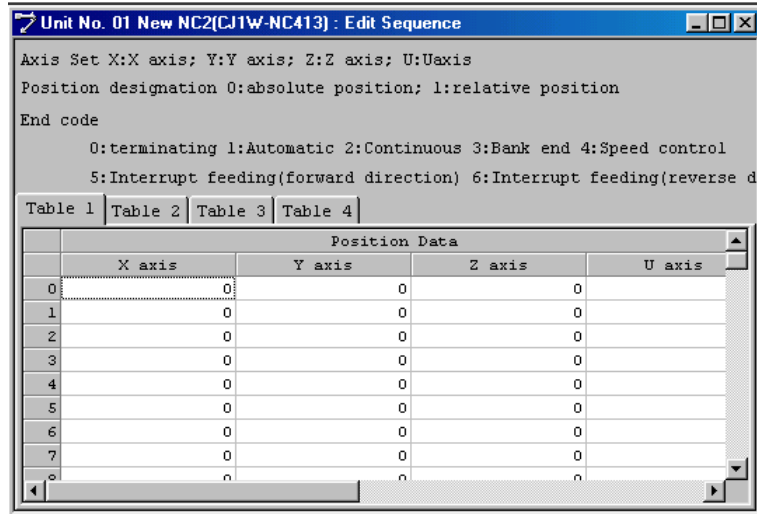 Unit No. 01 New NC2(CJ1W-NC413) : Edit Sequence
Axis Set X:X axis; Y:Y axis; Z:Z axis; U:Uaxis
Position designation 0:absolute position; 1:relative position
End code
0:terminating 1:Automatic 2:Continuous 3:Bank end 4:Speed control
5:Interrupt feeding(forward direction) 6:Interrupt feeding(reverse d
Table 1 Table 2 Table 3 Table 4
Position Data
X axis Y axis Z axis U axis
0 0 0 0
1 0 0 0
2 0 0 0
3 0 0 0
4 0 0 0
5 0 0 0
6 0 0 0
7 0 0 0
8 0 0 0